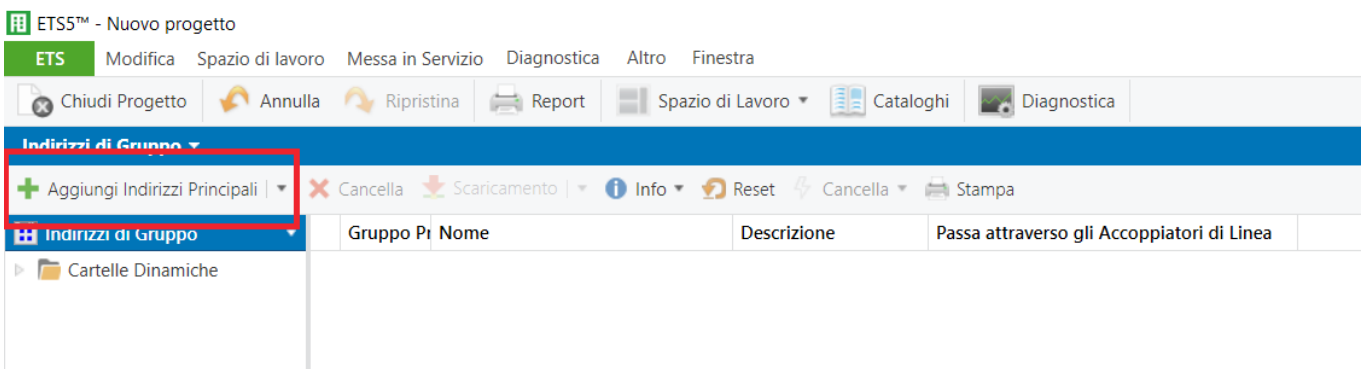 ETS5™ - Nuovo progetto
ETS Modifica Spazio di lavoro Messa in Servizio Diagnostica Altro Finestra
Chiudi Progetto Annulla Ripristina Report Spazio di Lavoro Cataloghi Diagnostica
Indirizzi di Gruppo
Aggiungi Indirizzi Principali Cancella Scaricamento Info Reset Cancella Stampa
Indirizzi di Gruppo Gruppo Pr Nome Descrizione Passa attraverso gli Accoppiatori di Linea
Cartelle Dinamiche